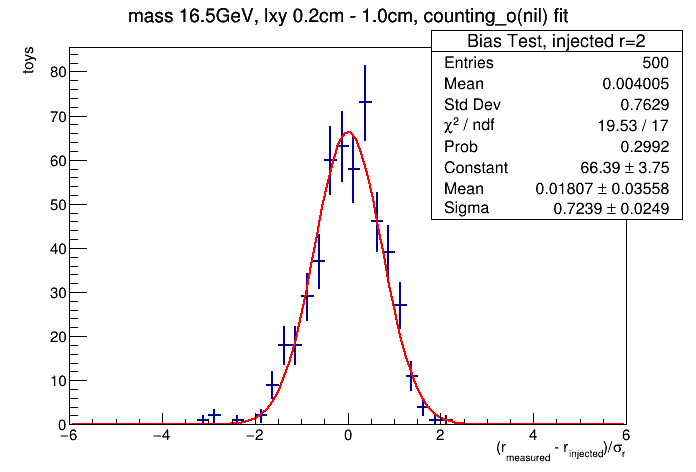 mass 16.5GeV, lxy 0.2cm - 1.0cm, counting_o(nil) fit
Bias Test, injected r=2
Entries 500
Mean 0.004005
Std Dev 0.7629
χ² / ndf 19.53 / 17
Prob 0.2992
Constant 66.39 ± 3.75
Mean 0.01807 ± 0.03558
Sigma 0.7239 ± 0.0249
toys
80
70
60
50
40
30
20
10
0
−6 −4 −2 0 2 4 6
(r_measured - r_injected)/σ_r